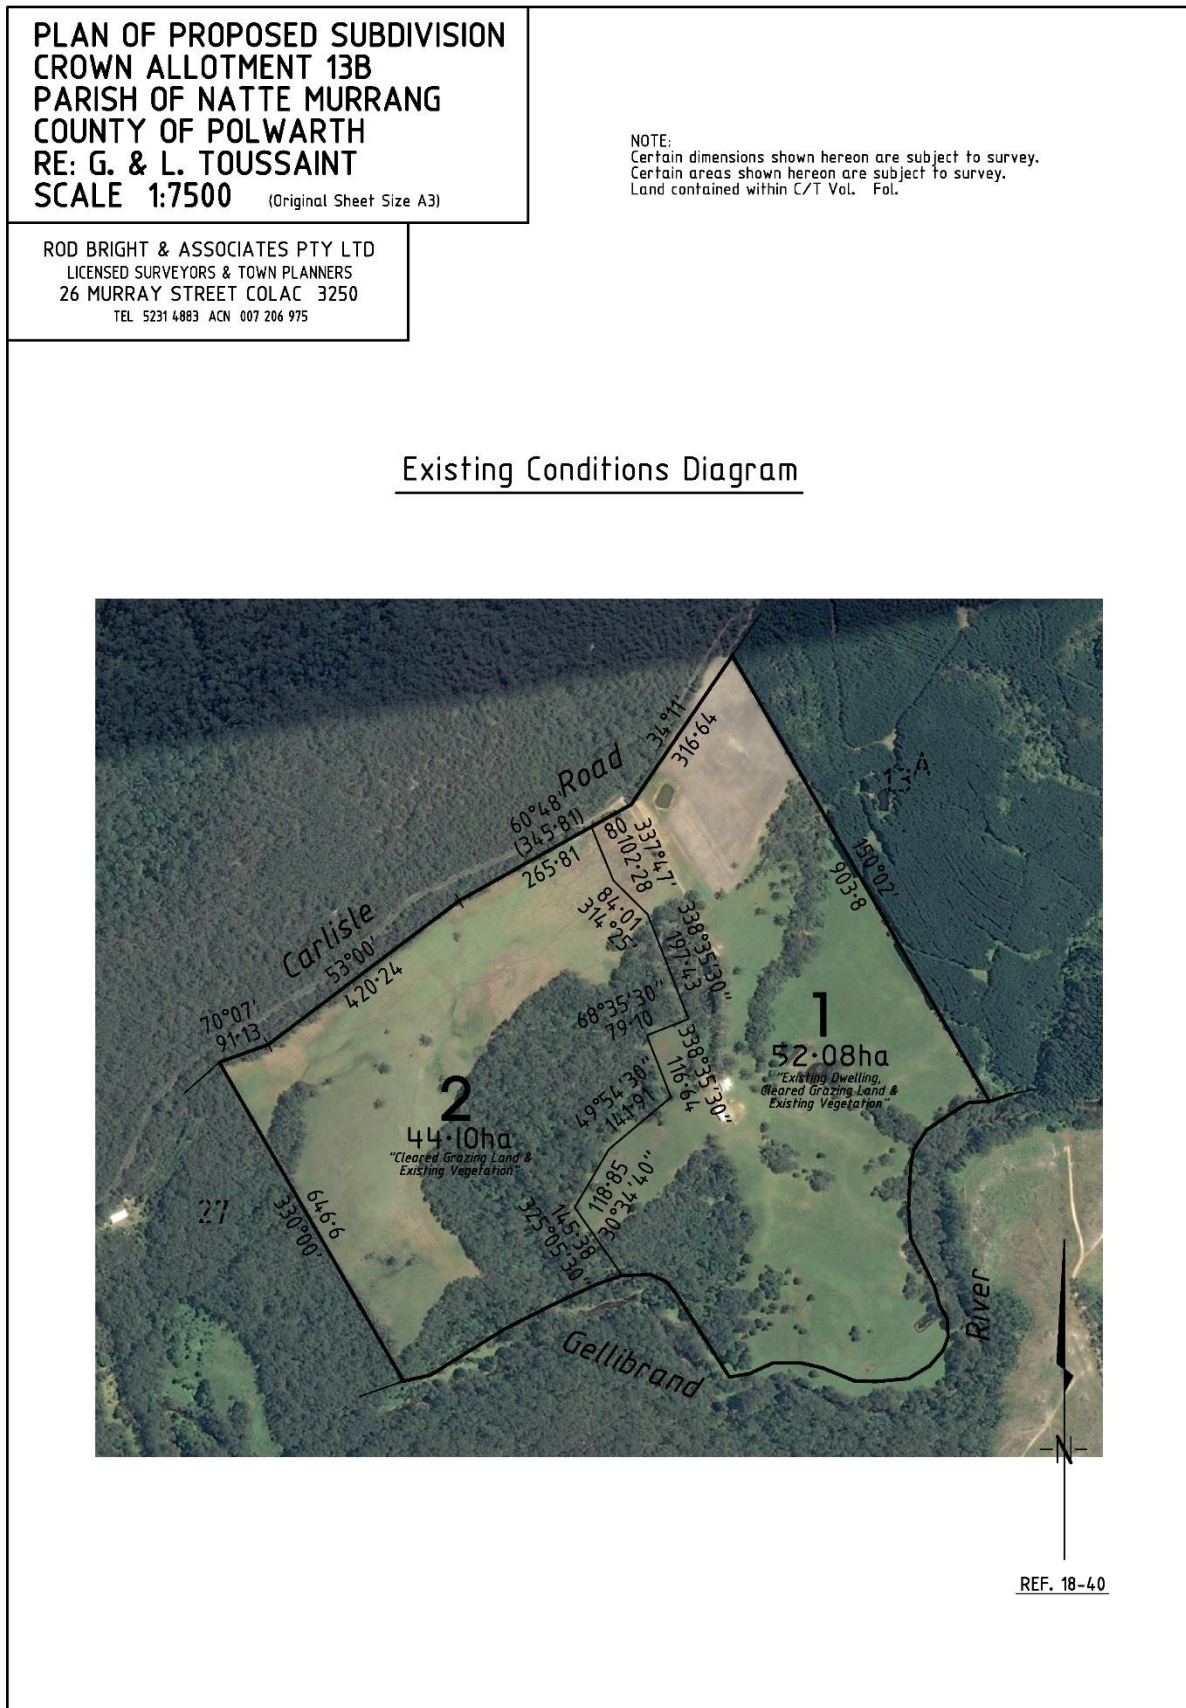 PLAN OF PROPOSED SUBDIVISION
CROWN ALLOTMENT 13B
PARISH OF NATTE MURRANG
COUNTY OF POLWARTH
RE: G. & L. TOUSSAINT
SCALE 1:7500 (Original Sheet Size A3)
ROD BRIGHT & ASSOCIATES PTY LTD
LICENSED SURVEYORS & TOWN PLANNERS
26 MURRAY STREET COLAC 3250
TEL 5231 4883 ACN 007 206 975
NOTE:
Certain dimensions shown hereon are subject to survey.
Certain areas shown hereon are subject to survey.
Land contained within C/T Vol. Fol.
Existing Conditions Diagram
34°11'
316·64
Road
60°48'
(345·81)
265·81
80
337°47'
102·28
84·01
314°25'
13A
150°02'
903·8
Carlisle
53°00'
420·24
338°35'30"
197·43
70°07'
91·13
68°35'30"
79·10
338°35'30"
116·64
1
52·08ha
"Existing Dwelling,
Cleared Grazing Land &
Existing Vegetation"
49°54'30"
141·91
2
44·10ha
"Cleared Grazing Land &
Existing Vegetation"
118·85
30°34'40"
145·38
325°05'30"
27
646·6
330°00'
Gellibrand
River
N
REF. 18-40